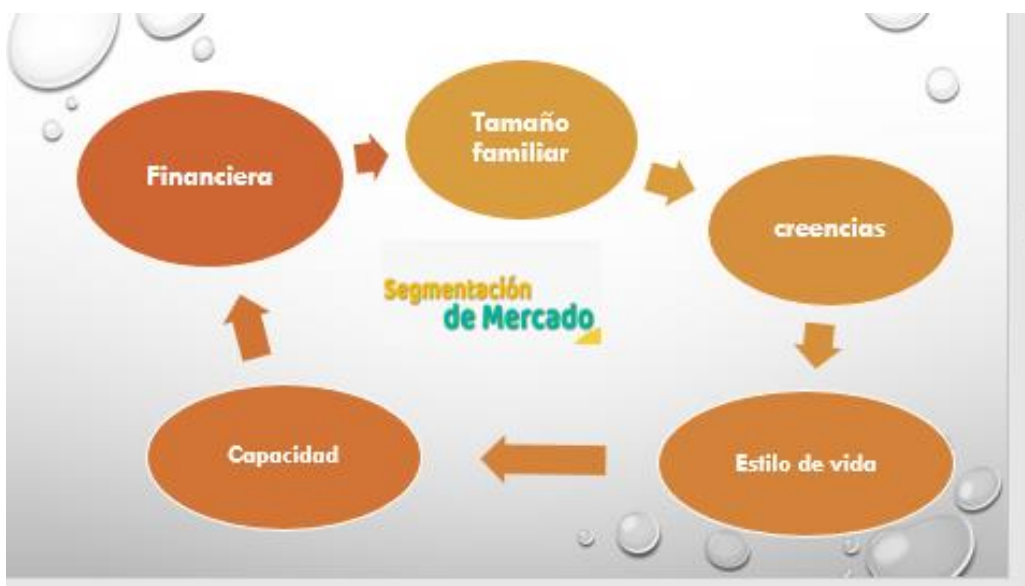 Tamaño
familiar
Financiera
creencias
Segmentación
de Mercado
Capacidad
Estilo de vida